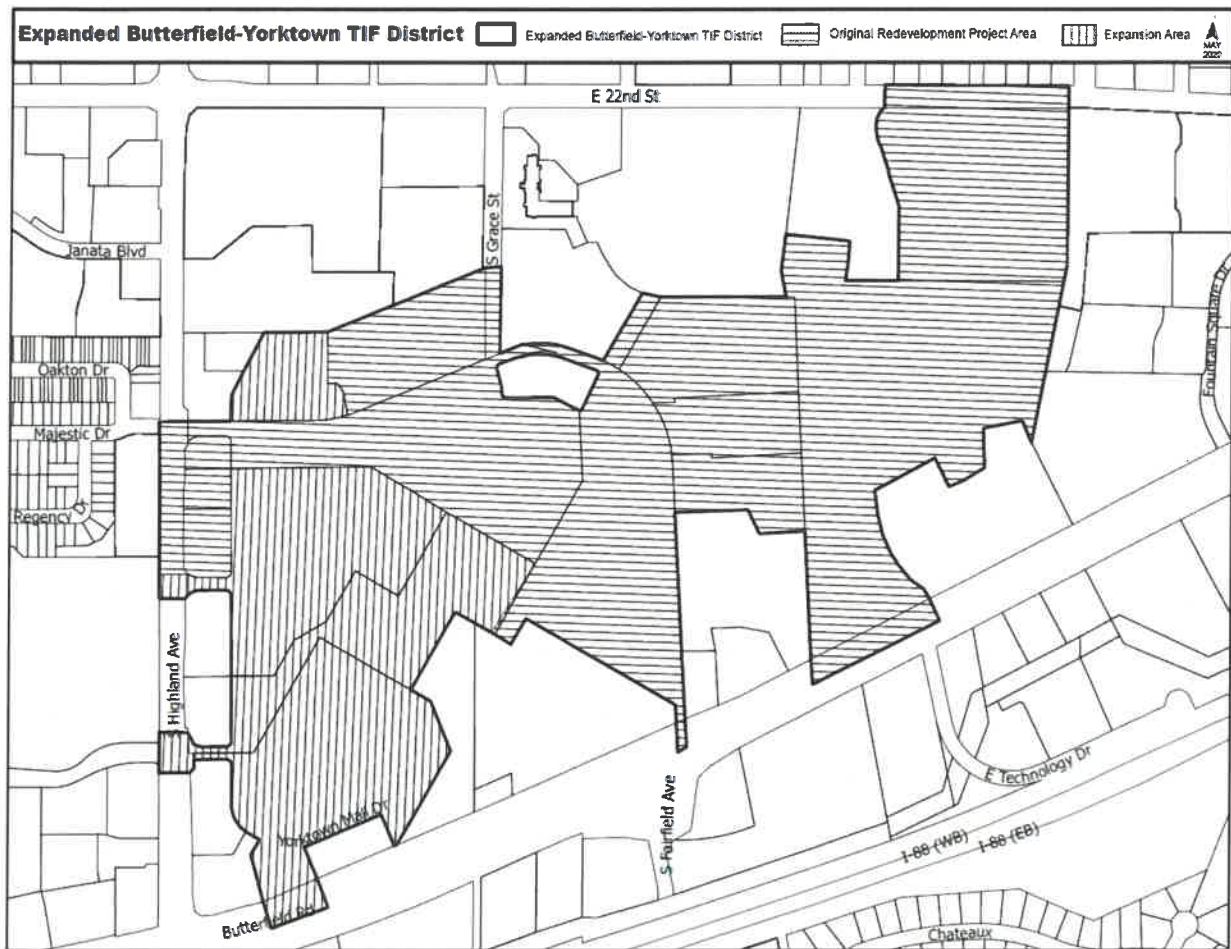 Expanded Butterfield-Yorktown TIF District
Expanded Butterfield-Yorktown TIF District
Original Redevelopment Project Area
Expansion Area
MAY
E 22nd St
S Grace St
Janata Blvd
Fountain Square Dr
Oakton Dr
Majestic Dr
Regency Dr
Highland Ave
Yorktown Mall Dr
Butterfield Rd
S Fairfield Ave
E Technology Dr
I-88 (WB)
I-88 (EB)
Chateaux